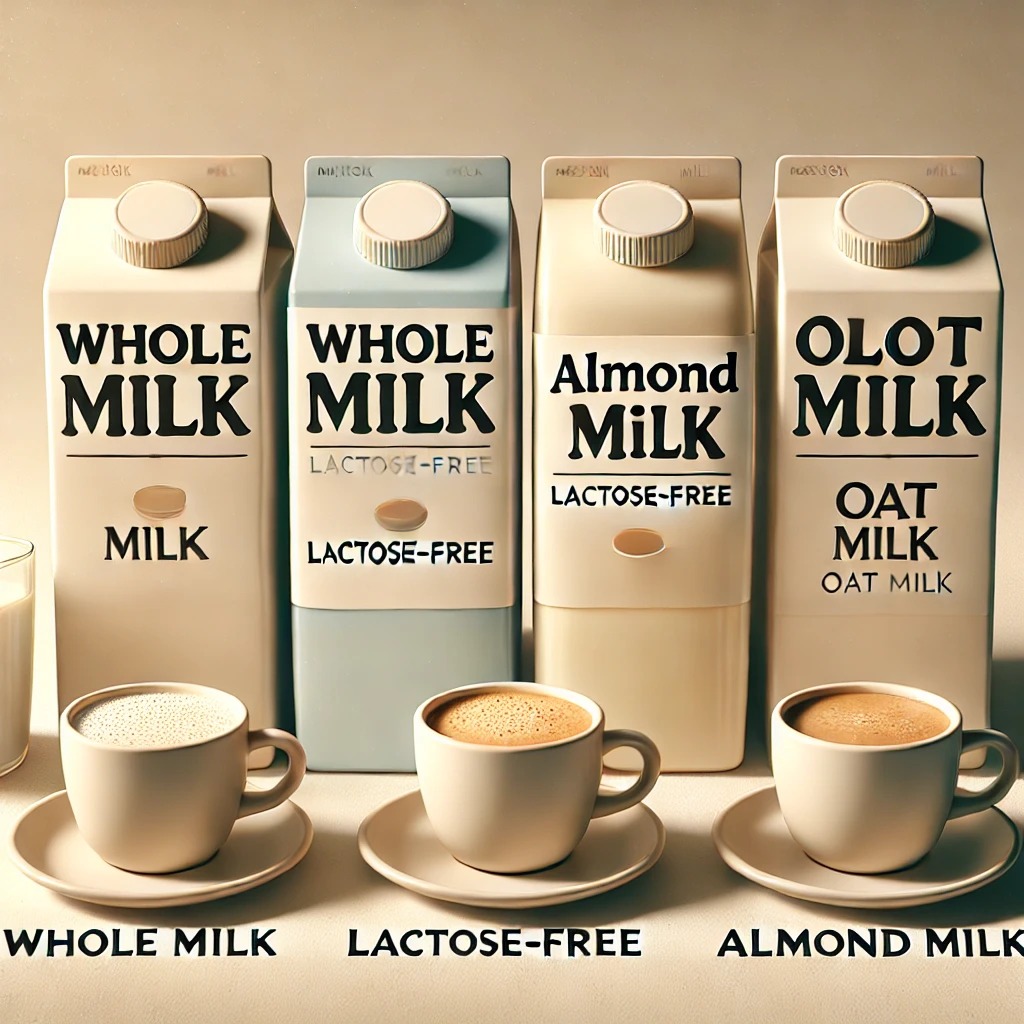 WHOLE
MILK
MILK
WHOLE
MILK
LACTOSE-FREE
LACTOSE-FREE
Almond
MiLK
LACTOSE-FREE
OLOT
MILK
OAT
MILK
OAT MILK
WHOLE MILK
LACTOSE-FREE
ALMOND MILK